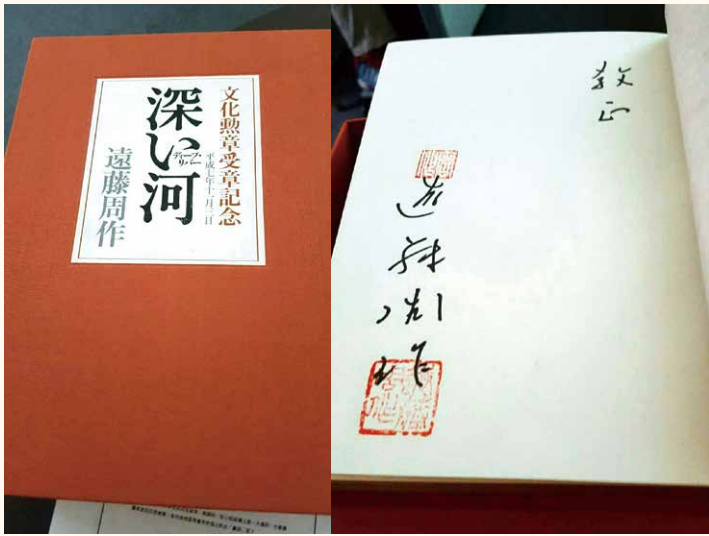 文化勲章受章記念
平成七年十一月三日
深い河
ディープ・
リバー
遠藤周作
教正
遠藤周作